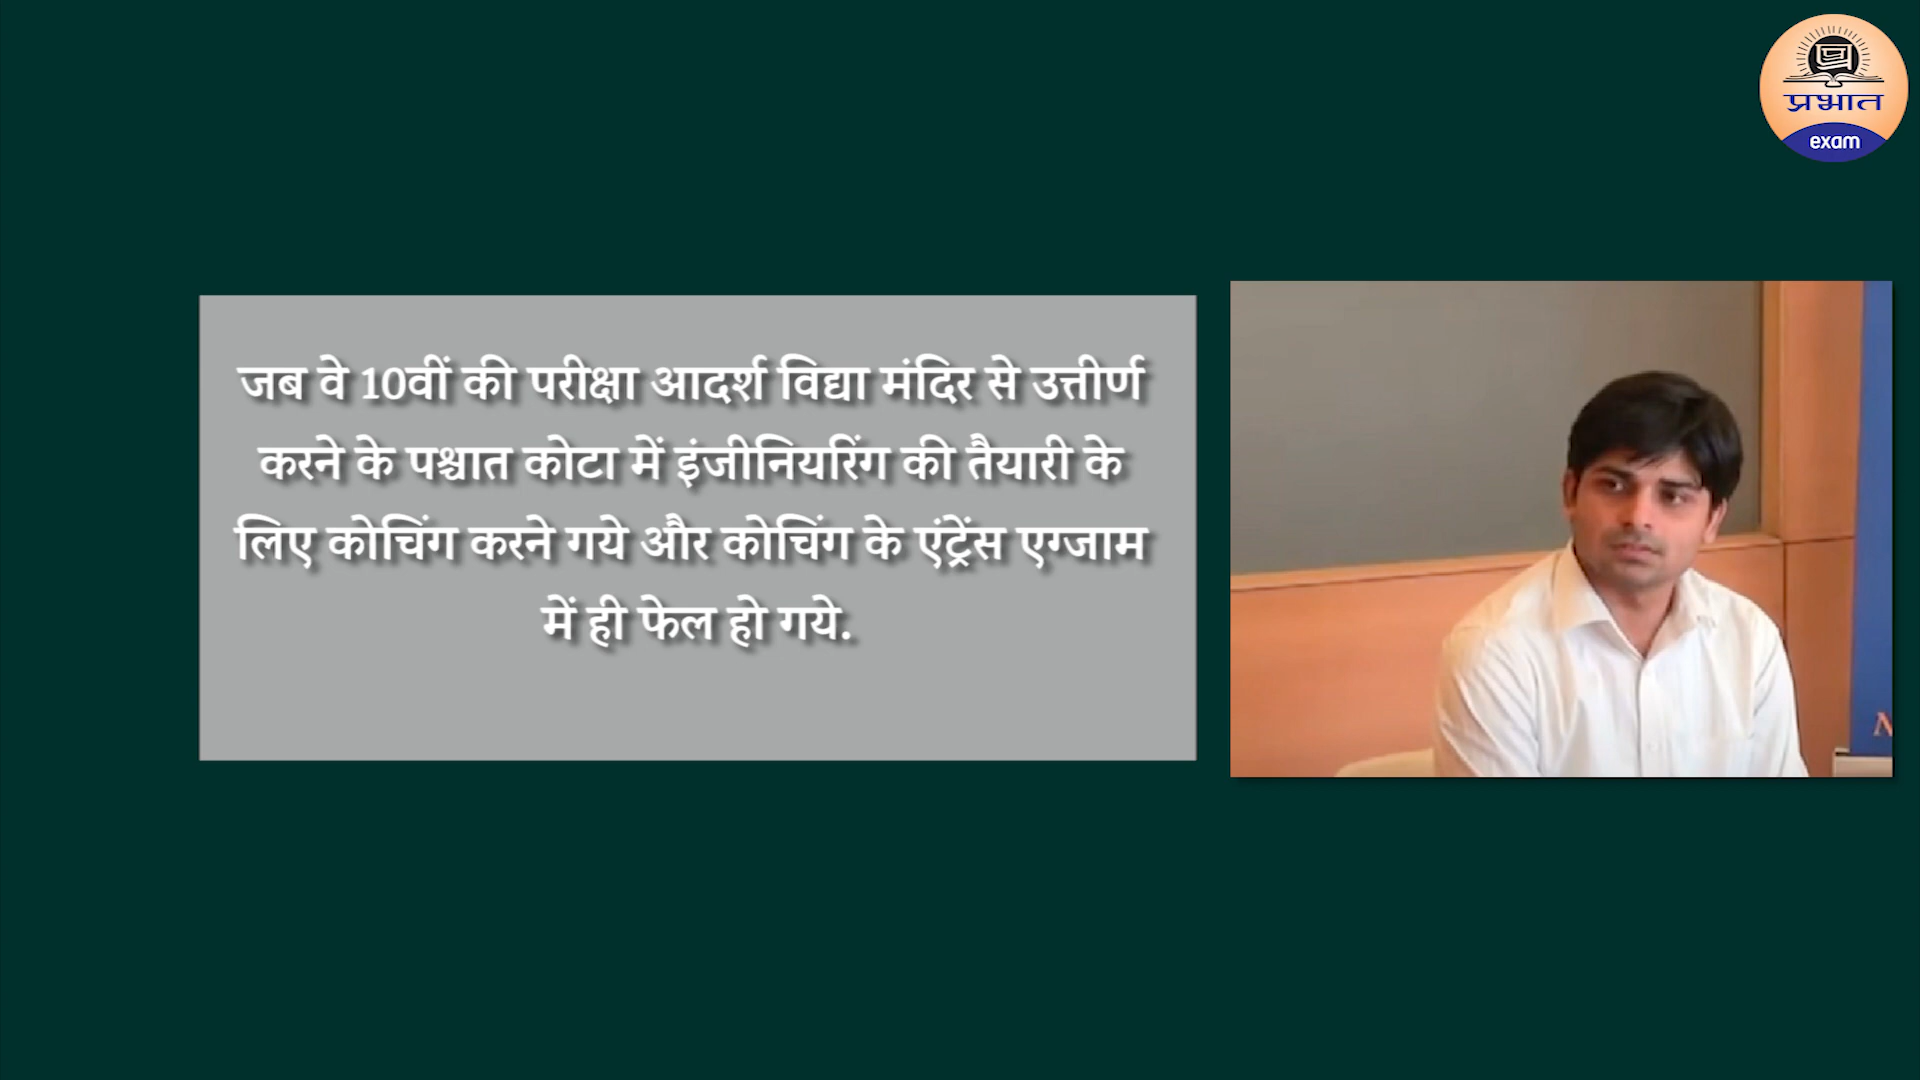 प्र
प्रभात
exam
जब वे 10वीं की परीक्षा आदर्श विद्या मंदिर से उत्तीर्ण
करने के पश्चात कोटा में इंजीनियरिंग की तैयारी के
लिए कोचिंग करने गये और कोचिंग के एंट्रेंस एग्जाम
में ही फेल हो गये.
N